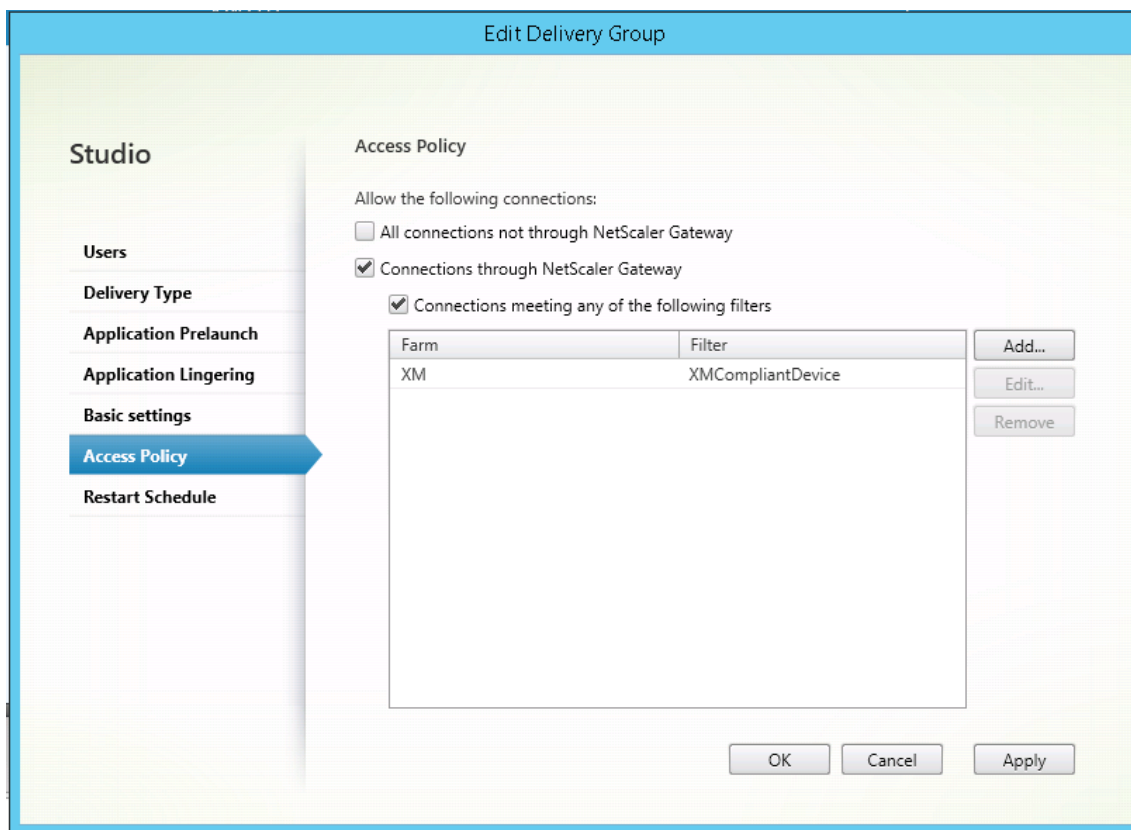 Edit Delivery Group
Studio
Users
Delivery Type
Application Prelaunch
Application Lingering
Basic settings
Access Policy
Restart Schedule
Access Policy
Allow the following connections:
All connections not through NetScaler Gateway
Connections through NetScaler Gateway
Connections meeting any of the following filters
Farm Filter
XM XMCompliantDevice
Add...
Edit...
Remove
OK Cancel Apply